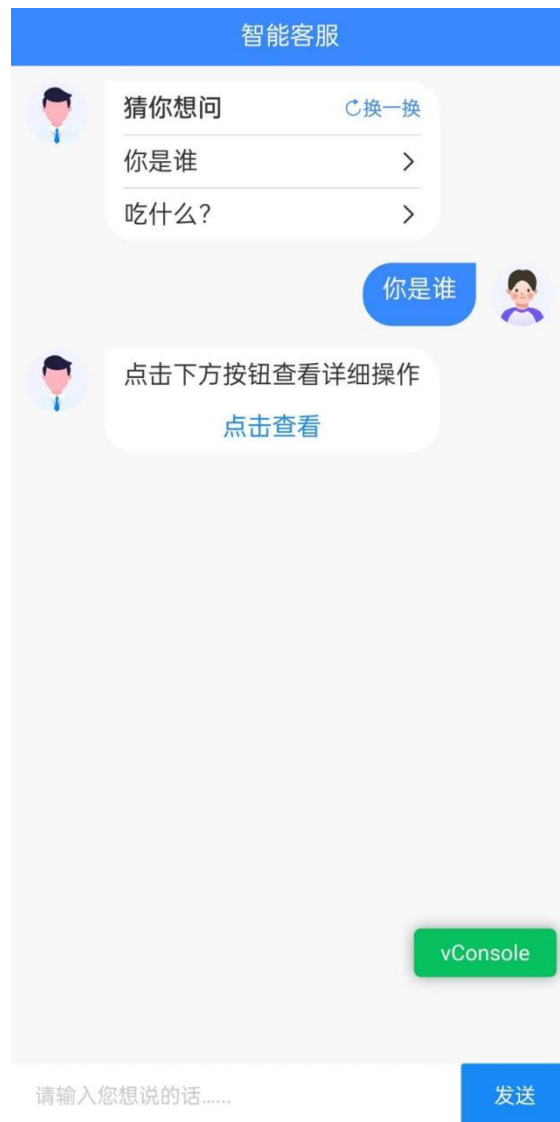 智能客服
猜你想问 换一换
你是谁
吃什么?
你是谁
点击下方按钮查看详细操作
点击查看
vConsole
请输入您想说的话…… 发送